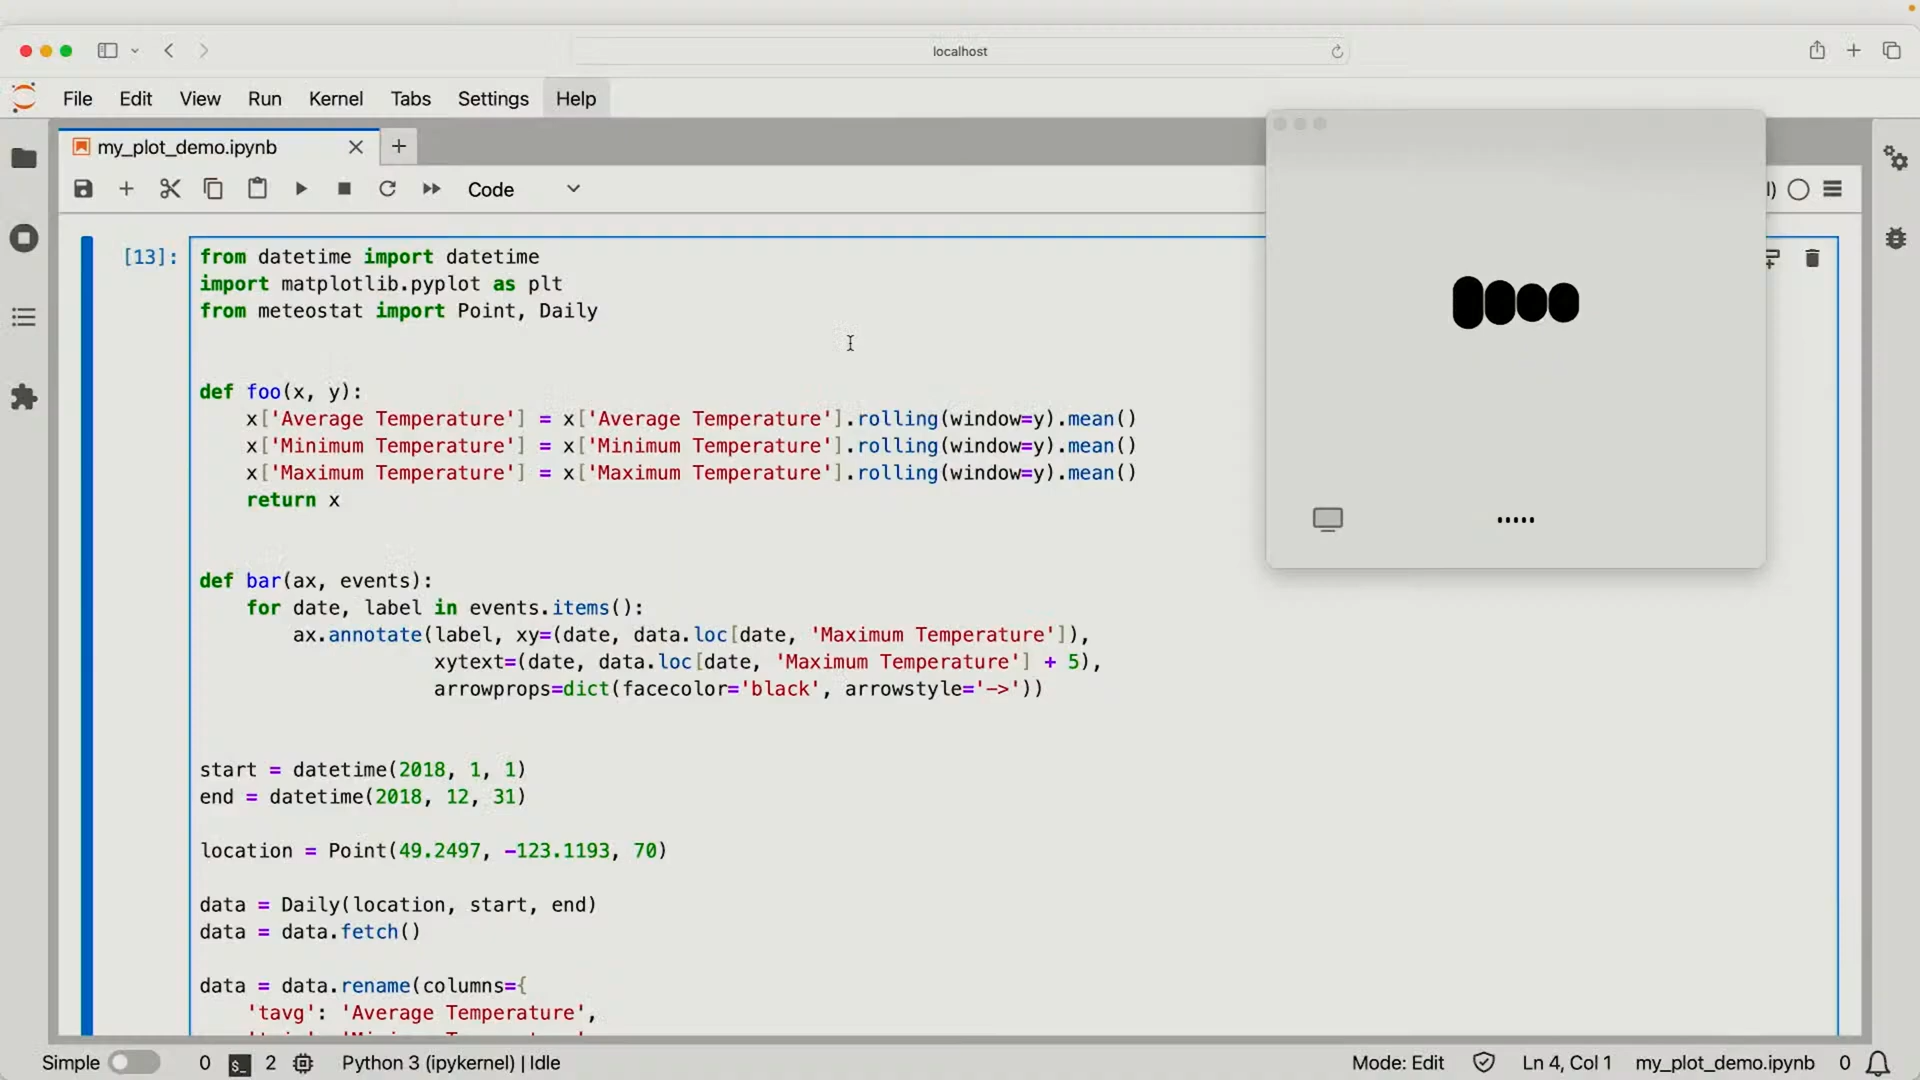 localhost
File Edit View Run Kernel Tabs Settings Help
my_plot_demo.ipynb
Code
[13]:
from datetime import datetime
import matplotlib.pyplot as plt
from meteostat import Point, Daily
def foo(x, y):
x['Average Temperature'] = x['Average Temperature'].rolling(window=y).mean()
x['Minimum Temperature'] = x['Minimum Temperature'].rolling(window=y).mean()
x['Maximum Temperature'] = x['Maximum Temperature'].rolling(window=y).mean()
return x
def bar(ax, events):
for date, label in events.items():
ax.annotate(label, xy=(date, data.loc[date, 'Maximum Temperature']),
xytext=(date, data.loc[date, 'Maximum Temperature'] + 5),
arrowprops=dict(facecolor='black', arrowstyle='->'))
start = datetime(2018, 1, 1)
end = datetime(2018, 12, 31)
location = Point(49.2497, -123.1193, 70)
data = Daily(location, start, end)
data = data.fetch()
data = data.rename(columns={
'tavg': 'Average Temperature',
Simple 0 2 Python 3 (ipykernel) | Idle Mode: Edit Ln 4, Col 1 my_plot_demo.ipynb 0